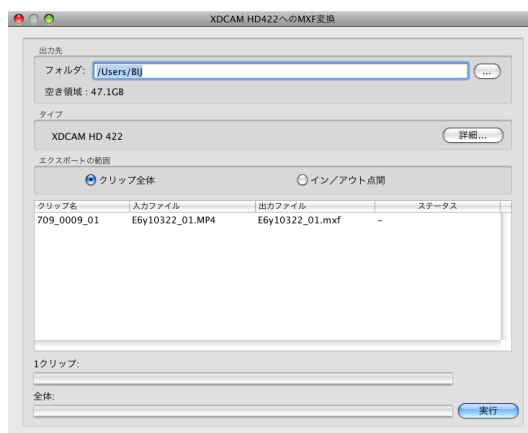 XDCAM HD422へのMXF変換
出力先
フォルダ: /Users/BIJ ...
空き領域 : 47.1GB
タイプ
XDCAM HD 422 詳細...
エクスポートの範囲
クリップ全体 イン/アウト点間
クリップ名 入力ファイル 出力ファイル ステータス
709_0009_01 E6y10322_01.MP4 E6y10322_01.mxf –
1クリップ:
全体:
実行